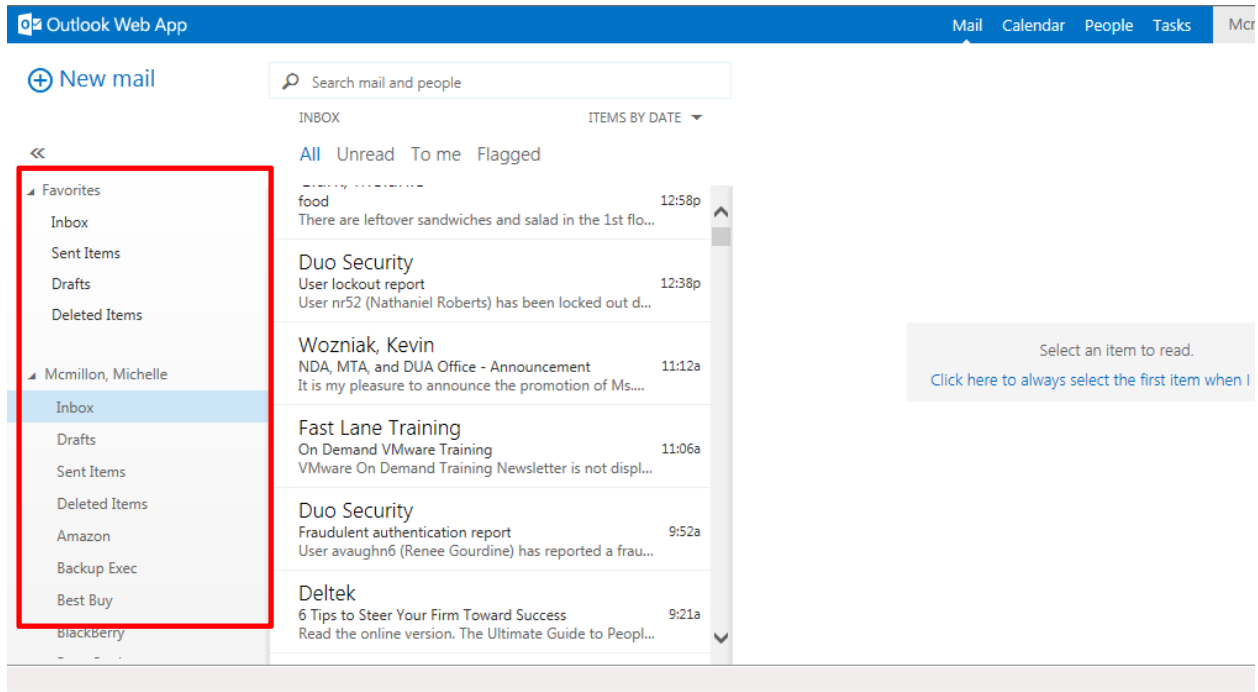 Outlook Web App
Mail Calendar People Tasks
New mail
Search mail and people
INBOX ITEMS BY DATE
All Unread To me Flagged
Favorites
Inbox
Sent Items
Drafts
Deleted Items
Mcmillon, Michelle
Inbox
Drafts
Sent Items
Deleted Items
Amazon
Backup Exec
Best Buy
BlackBerry
food 12:58p
There are leftover sandwiches and salad in the 1st flo...
Duo Security
User lockout report 12:38p
User nr52 (Nathaniel Roberts) has been locked out d...
Wozniak, Kevin
NDA, MTA, and DUA Office - Announcement 11:12a
It is my pleasure to announce the promotion of Ms....
Fast Lane Training
On Demand VMware Training 11:06a
VMware On Demand Training Newsletter is not displ...
Duo Security
Fraudulent authentication report 9:52a
User avaughn6 (Renee Gourdine) has reported a frau...
Deltek
6 Tips to Steer Your Firm Toward Success 9:21a
Read the online version. The Ultimate Guide to Peopl...
Select an item to read.
Click here to always select the first item when I